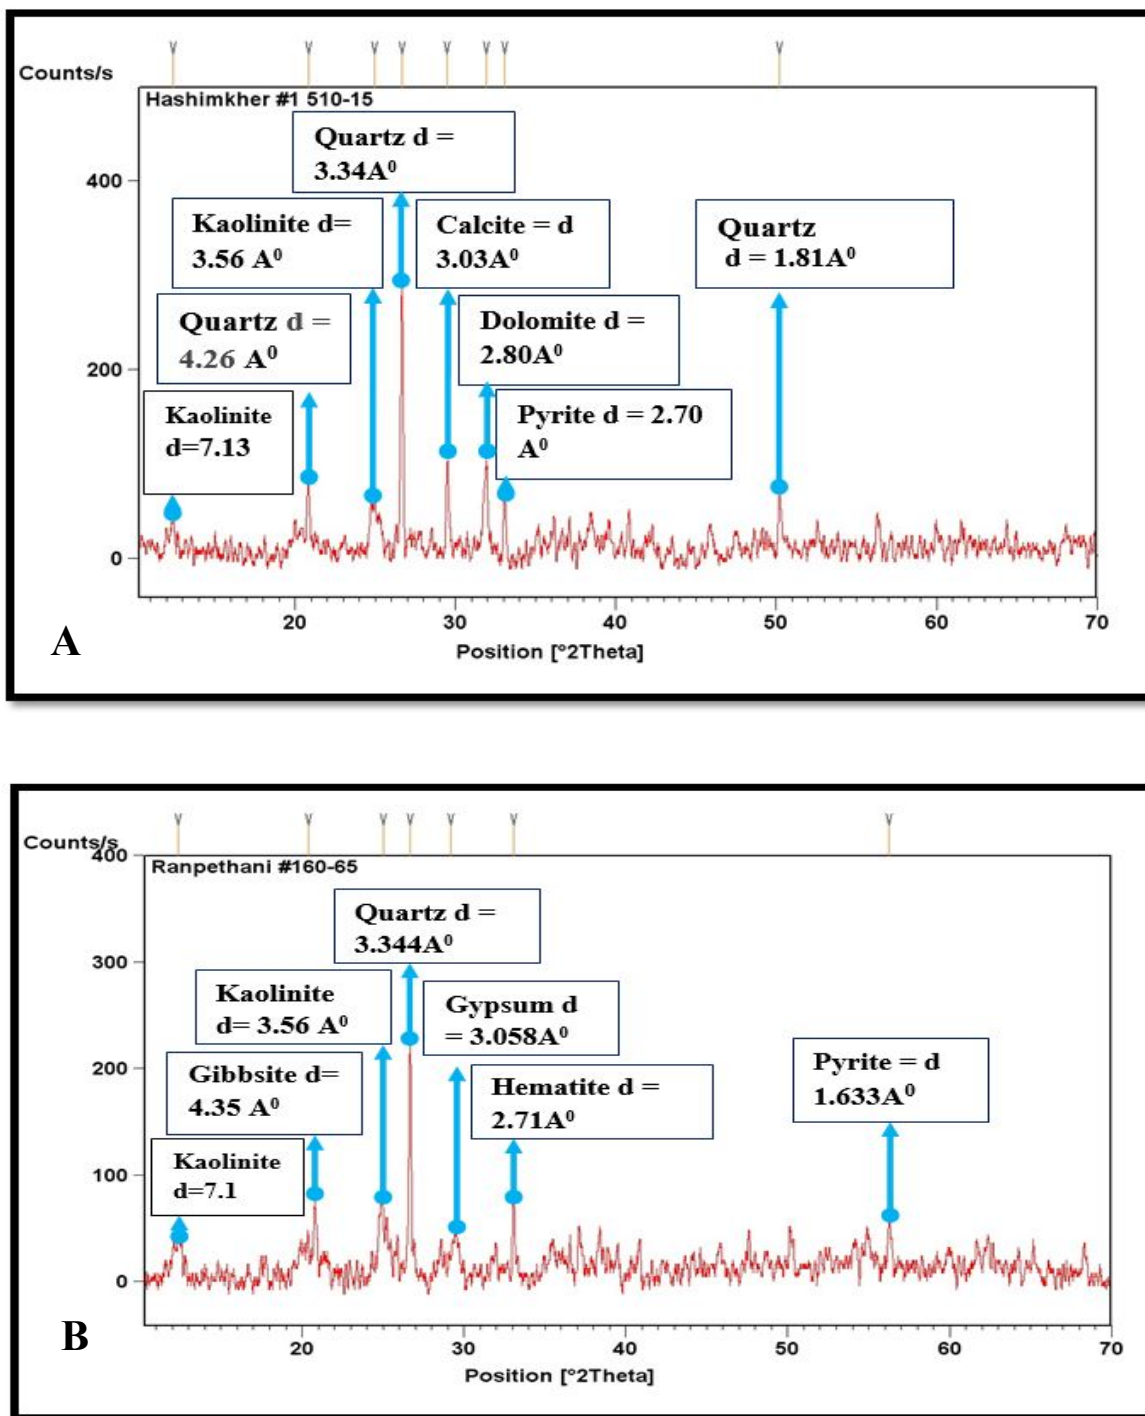 Counts/s
Hashimkher #1 510-15
Quartz d =
3.34A⁰
400
Kaolinite d=
3.56 A⁰
Calcite = d
3.03A⁰
Quartz
d = 1.81A⁰
Quartz d =
4.26 A⁰
Dolomite d =
2.80A⁰
200
Kaolinite
d=7.13
Pyrite d = 2.70
A⁰
0
20 30 40 50 60 70
Position [°2Theta]
A
Counts/s
400
Ranpethani #160-65
Quartz d =
3.344A⁰
300
Kaolinite
d= 3.56 A⁰
Gypsum d
= 3.058A⁰
200
Gibbsite d=
4.35 A⁰
Hematite d =
2.71A⁰
Pyrite = d
1.633A⁰
Kaolinite
d=7.1
100
0
20 30 40 50 60 70
Position [°2Theta]
B